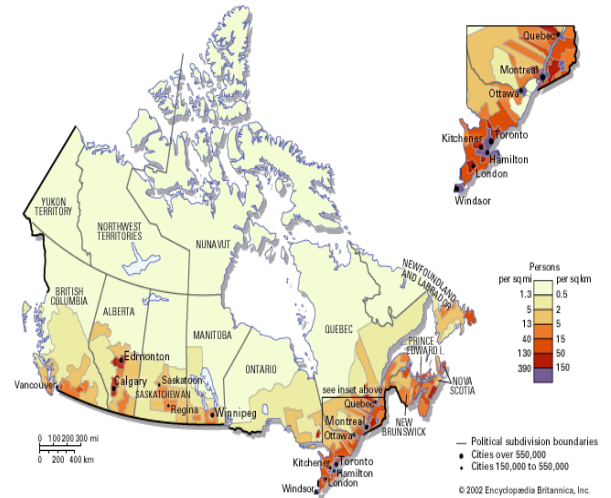 Quebec
Montreal
Ottawa
Kitchener
Toronto
Hamilton
London
Windsor
YUKON
TERRITORY
NORTHWEST
TERRITORIES
NUNAVUT
BRITISH
COLUMBIA
ALBERTA
MANITOBA
ONTARIO
QUEBEC
NEWFOUNDLAND
AND LABRADOR
PRINCE
EDWARD I.
NOVA
SCOTIA
NEW
BRUNSWICK
Edmonton
Calgary
Saskatoon
SASKATCHEWAN
Regina
Winnipeg
Vancouver
see inset above
Quebec
Montreal
Ottawa
Kitchener
Toronto
Hamilton
London
Windsor
Persons
per sq mi per sq km
1.3 0.5
5 2
13 5
40 15
130 50
390 150
0 100 200 300 mi
0 200 400 km
Political subdivision boundaries
Cities over 550,000
Cities 150,000 to 550,000
© 2002 Encyclopædia Britannica, Inc.